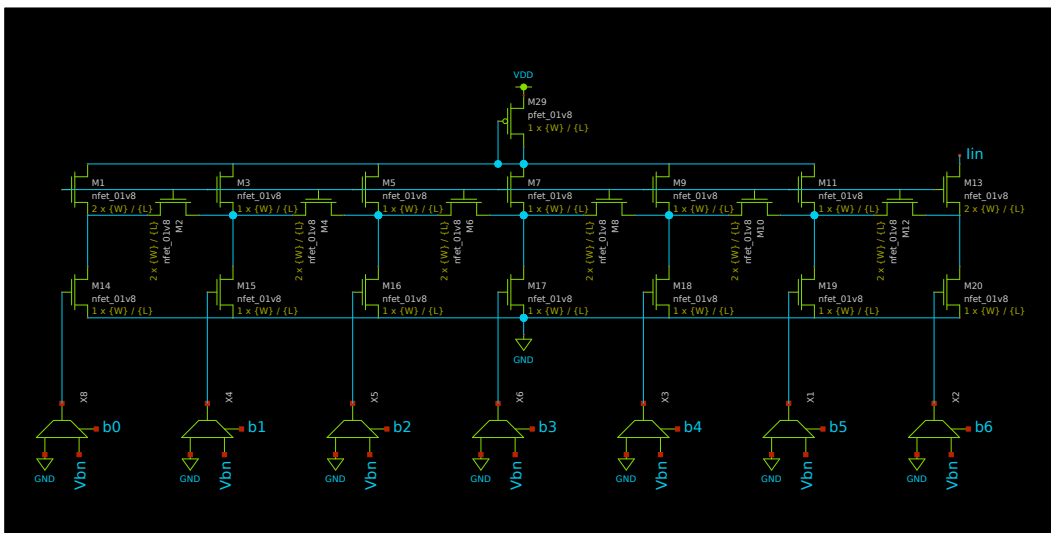 VDD
M29
pfet_01v8
1 x {W} / {L}
Iin
M1
nfet_01v8
2 x {W} / {L}
M2
nfet_01v8
2 x {W} / {L}
M3
nfet_01v8
1 x {W} / {L}
M4
nfet_01v8
2 x {W} / {L}
M5
nfet_01v8
1 x {W} / {L}
M6
nfet_01v8
2 x {W} / {L}
M7
nfet_01v8
1 x {W} / {L}
M8
nfet_01v8
2 x {W} / {L}
M9
nfet_01v8
1 x {W} / {L}
M10
nfet_01v8
2 x {W} / {L}
M11
nfet_01v8
1 x {W} / {L}
M12
nfet_01v8
2 x {W} / {L}
M13
nfet_01v8
2 x {W} / {L}
M14
nfet_01v8
1 x {W} / {L}
M15
nfet_01v8
1 x {W} / {L}
M16
nfet_01v8
1 x {W} / {L}
M17
nfet_01v8
1 x {W} / {L}
M18
nfet_01v8
1 x {W} / {L}
M19
nfet_01v8
1 x {W} / {L}
M20
nfet_01v8
1 x {W} / {L}
GND
X8
b0
GND
Vbn
X4
b1
GND
Vbn
X5
b2
GND
Vbn
X6
b3
GND
Vbn
X3
b4
GND
Vbn
X1
b5
GND
Vbn
X2
b6
GND
Vbn